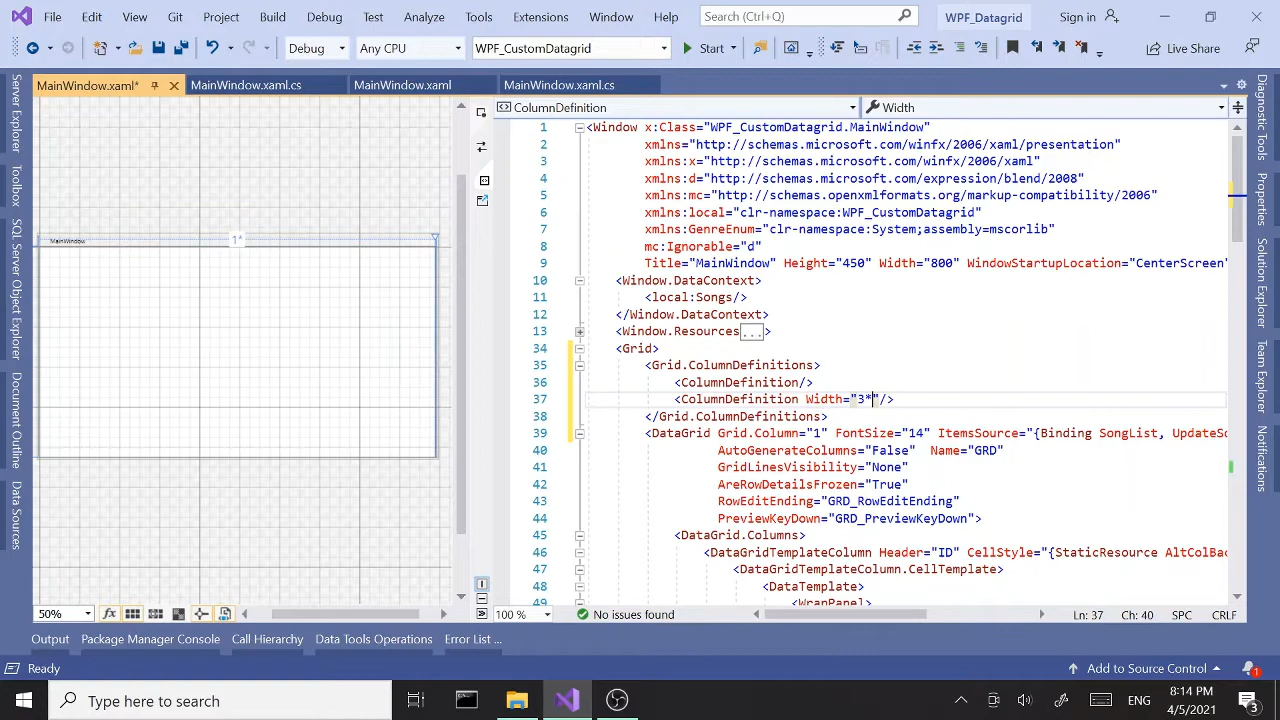 File Edit View Project Build Debug Test Analyze Tools Extensions Window Help Search (Ctrl+Q) WPF_Datagrid Sign in
Debug Any CPU WPF_CustomDatagrid Start Live Share
MainWindow.xaml* MainWindow.xaml.cs MainWindow.xaml MainWindow.xaml.cs
ColumnDefinition Width
Server Explorer
Toolbox
SQL Server Object Explorer
Document Outline
Data Sources
MainWindow
1*
1 <Window x:Class="WPF_CustomDatagrid.MainWindow"
2 xmlns="http://schemas.microsoft.com/winfx/2006/xaml/presentation"
3 xmlns:x="http://schemas.microsoft.com/winfx/2006/xaml"
4 xmlns:d="http://schemas.microsoft.com/expression/blend/2008"
5 xmlns:mc="http://schemas.openxmlformats.org/markup-compatibility/2006"
6 xmlns:local="clr-namespace:WPF_CustomDatagrid"
7 xmlns:GenreEnum="clr-namespace:System;assembly=mscorlib"
8 mc:Ignorable="d"
9 Title="MainWindow" Height="450" Width="800" WindowStartupLocation="CenterScreen"
10 <Window.DataContext>
11 <local:Songs/>
12 </Window.DataContext>
13 <Window.Resources...>
34 <Grid>
35 <Grid.ColumnDefinitions>
36 <ColumnDefinition/>
37 <ColumnDefinition Width="3*"/>
38 </Grid.ColumnDefinitions>
39 <DataGrid Grid.Column="1" FontSize="14" ItemsSource="{Binding SongList, UpdateSo
40 AutoGenerateColumns="False" Name="GRD"
41 GridLinesVisibility="None"
42 AreRowDetailsFrozen="True"
43 RowEditEnding="GRD_RowEditEnding"
44 PreviewKeyDown="GRD_PreviewKeyDown">
45 <DataGrid.Columns>
46 <DataGridTemplateColumn Header="ID" CellStyle="{StaticResource AltColBac
47 <DataGridTemplateColumn.CellTemplate>
48 <DataTemplate>
49 <WrapPanel>
Diagnostic Tools
Properties
Solution Explorer
Team Explorer
Notifications
50% fx
100 % No issues found Ln: 37 Ch: 40 SPC CRLF
Output Package Manager Console Call Hierarchy Data Tools Operations Error List ...
Ready Add to Source Control 1
Type here to search ENG
4/5/2021 3